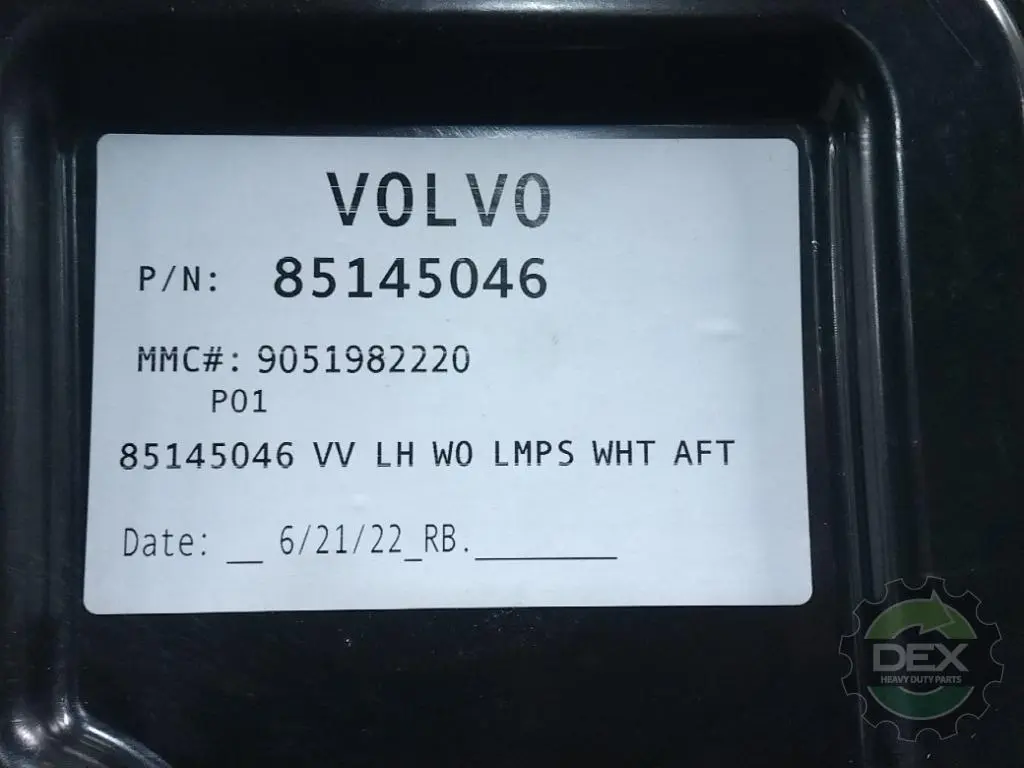 VOLVO
P/N: 85145046
MMC#: 9051982220
P01
85145046 VV LH WO LMPS WHT AFT
Date: __ 6/21/22_RB.________
DEX
HEAVY DUTY PARTS